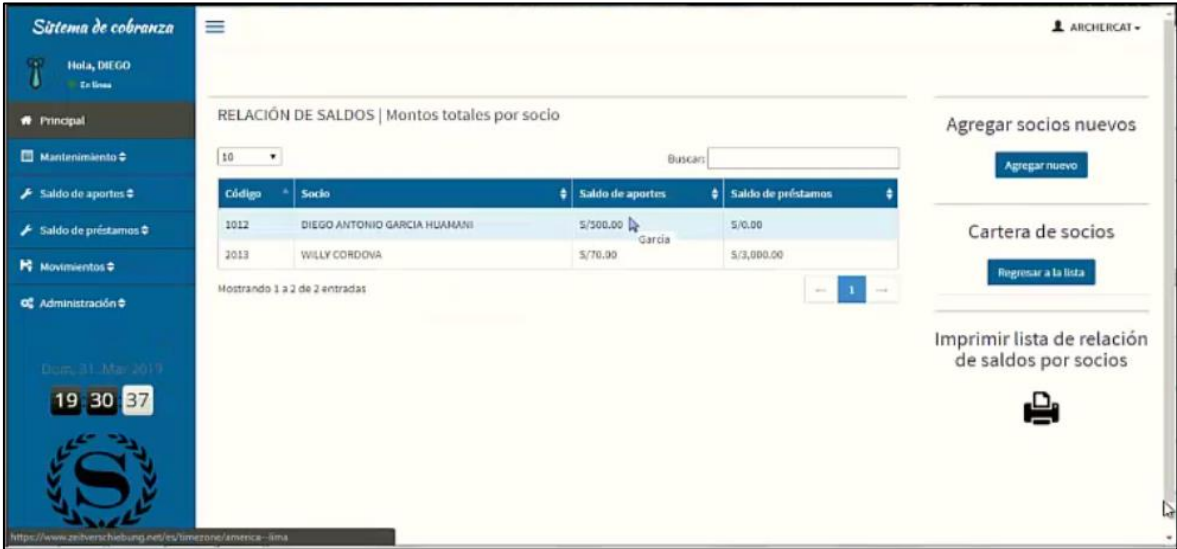 Sistema de cobranza
ARCHERCAT
Hola, DIEGO
En línea
Principal
Mantenimiento
Saldo de aportes
Saldo de préstamos
Movimientos
Administración
Dom, 31. Mar 2019
19 30 37
S
https://www.zeitverschiebung.net/es/timezone/america--lima
RELACIÓN DE SALDOS | Montos totales por socio
10
Buscar:
Código Socio Saldo de aportes Saldo de préstamos
1012 DIEGO ANTONIO GARCIA HUAMANI S/500.00 S/0.00
Garcia
2013 WILLY CORDOVA S/70.00 S/3,000.00
Mostrando 1 a 2 de 2 entradas
← 1 →
Agregar socios nuevos
Agregar nuevo
Cartera de socios
Regresar a la lista
Imprimir lista de relación
de saldos por socios